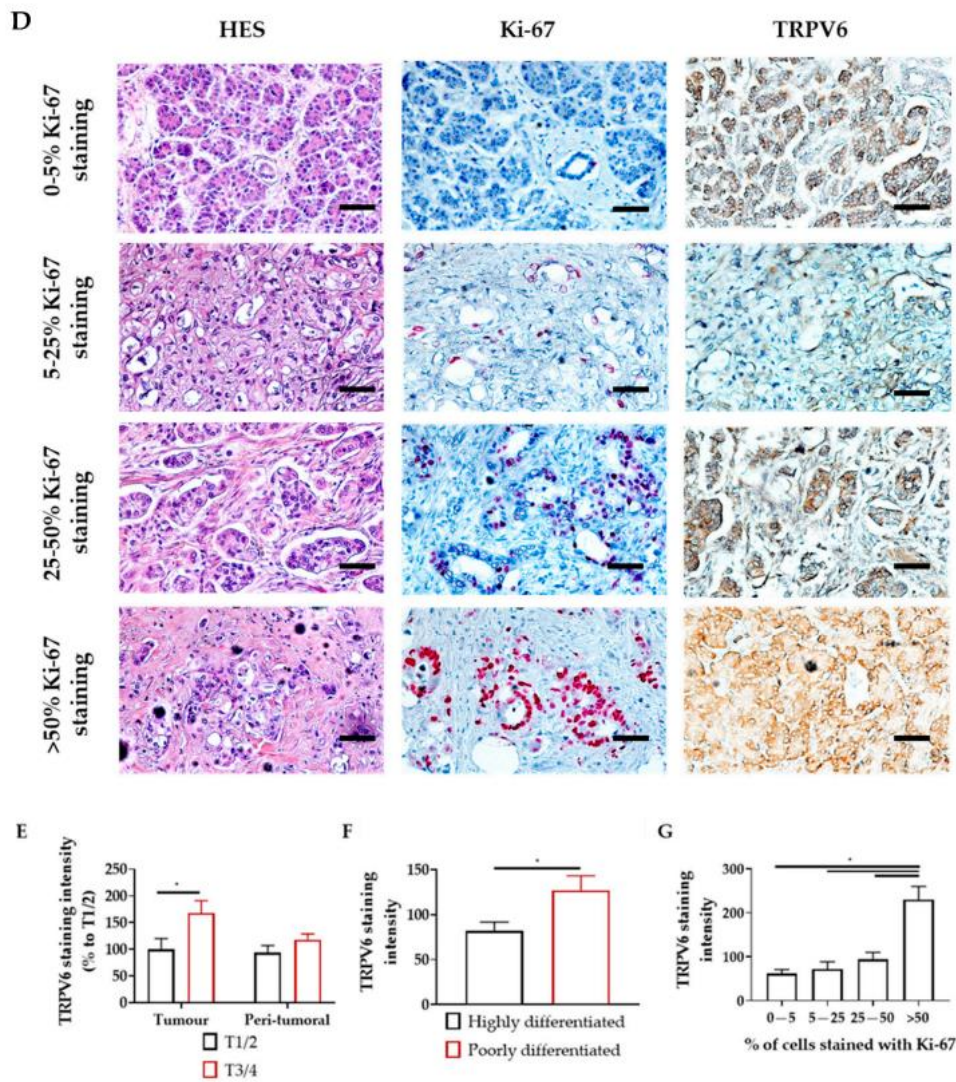 D
HES Ki-67 TRPV6
0-5% Ki-67
staining
5-25% Ki-67
staining
25-50% Ki-67
staining
>50% Ki-67
staining
E
TRPV6 staining intensity
(% to T1/2)
250
200
150
100
50
0
*
Tumour Peri-tumoral
T1/2
T3/4
F
TRPV6 staining
intensity
150
100
50
0
*
Highly differentiated
Poorly differentiated
G
TRPV6 staining
intensity
300
200
100
0
*
0—5 5—25 25—50 >50
% of cells stained with Ki-67